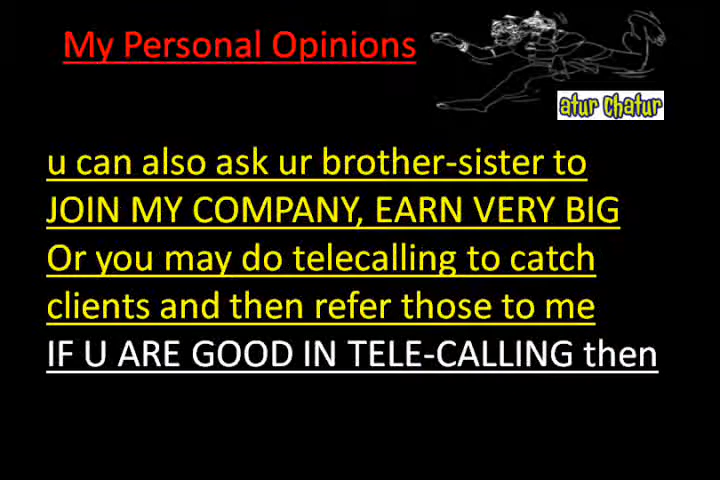 My Personal Opinions
atur chatur
u can also ask ur brother-sister to
JOIN MY COMPANY, EARN VERY BIG
Or you may do telecalling to catch
clients and then refer those to me
IF U ARE GOOD IN TELE-CALLING then